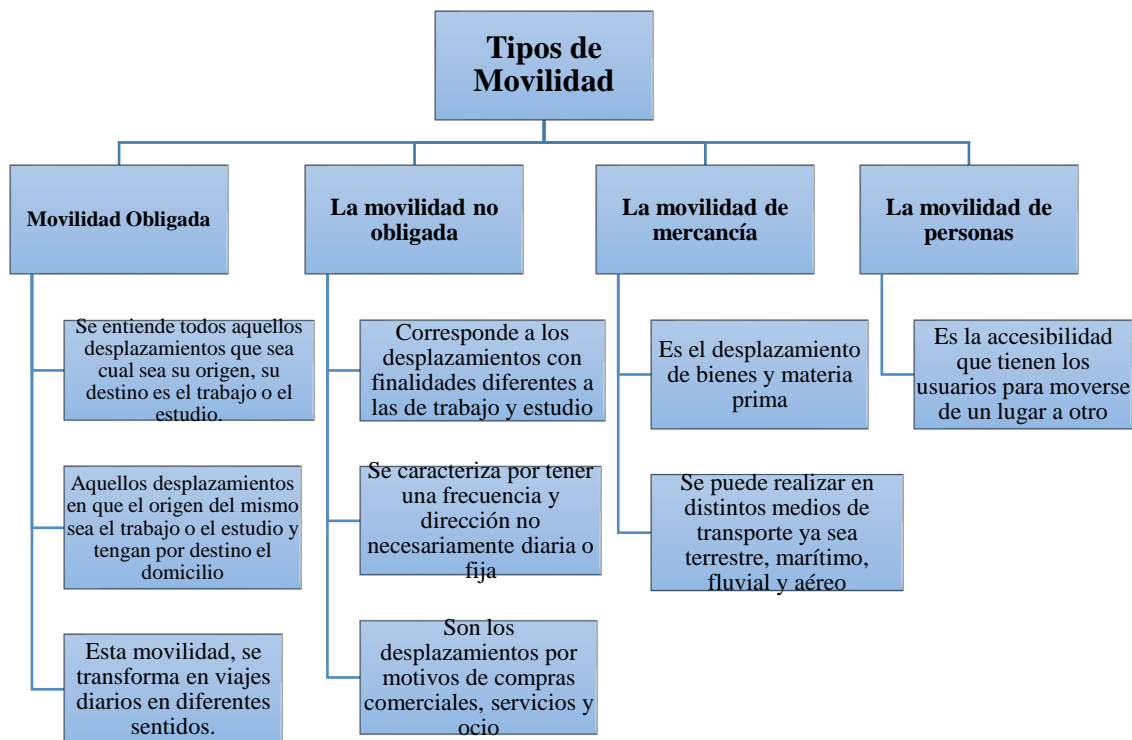 Tipos de
Movilidad
Movilidad Obligada
La movilidad no
obligada
La movilidad de
mercancía
La movilidad de
personas
Se entiende todos aquellos
desplazamientos que sea
cual sea su origen, su
destino es el trabajo o el
estudio.
Aquellos desplazamientos
en que el origen del mismo
sea el trabajo o el estudio y
tengan por destino el
domicilio
Esta movilidad, se
transforma en viajes
diarios en diferentes
sentidos.
Corresponde a los
desplazamientos con
finalidades diferentes a
las de trabajo y estudio
Se caracteriza por tener
una frecuencia y
dirección no
necesariamente diaria o
fija
Son los
desplazamientos por
motivos de compras
comerciales, servicios y
ocio
Es el desplazamiento
de bienes y materia
prima
Se puede realizar en
distintos medios de
transporte ya sea
terrestre, marítimo,
fluvial y aéreo
Es la accesibilidad
que tienen los
usuarios para moverse
de un lugar a otro